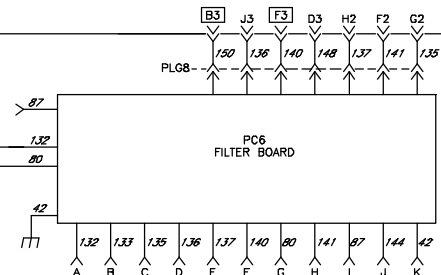 B3 J3 F3 D3 H2 F2 G2
150 136 140 148 137 141 135
PLG8
87
PC6
FILTER BOARD
132
80
42
132 133 135 136 137 140 80 141 87 144 42
A B C D E F G H J K